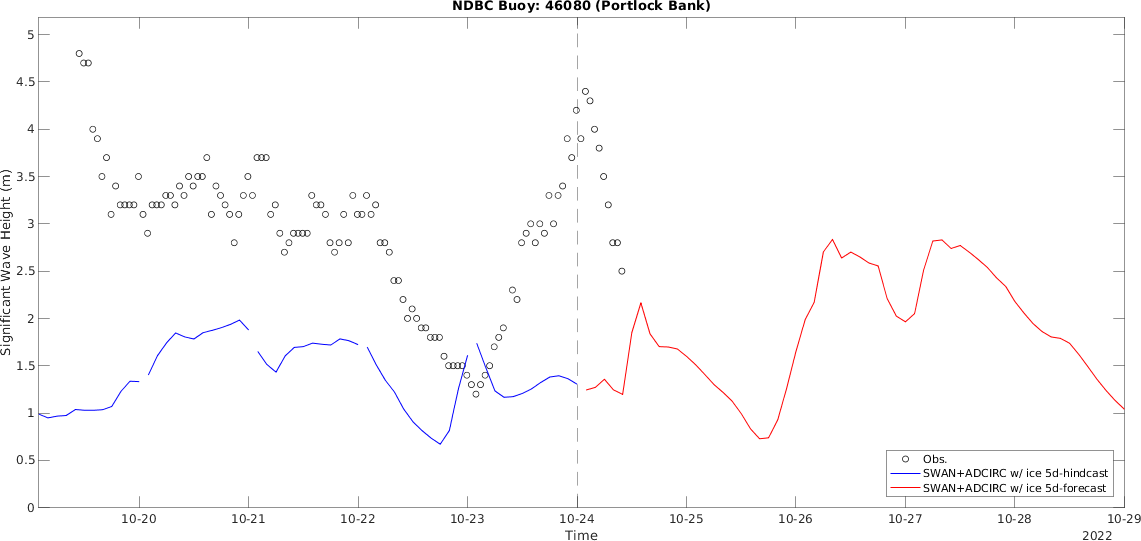 NDBC Buoy: 46080 (Portlock Bank)
5
4.5
4
3.5
3
2.5
2
1.5
1
0.5
0
Significant Wave Height (m)
Obs.
SWAN+ADCIRC w/ ice 5d-hindcast
SWAN+ADCIRC w/ ice 5d-forecast
10-20 10-21 10-22 10-23 10-24 10-25 10-26 10-27 10-28 10-29
Time
2022